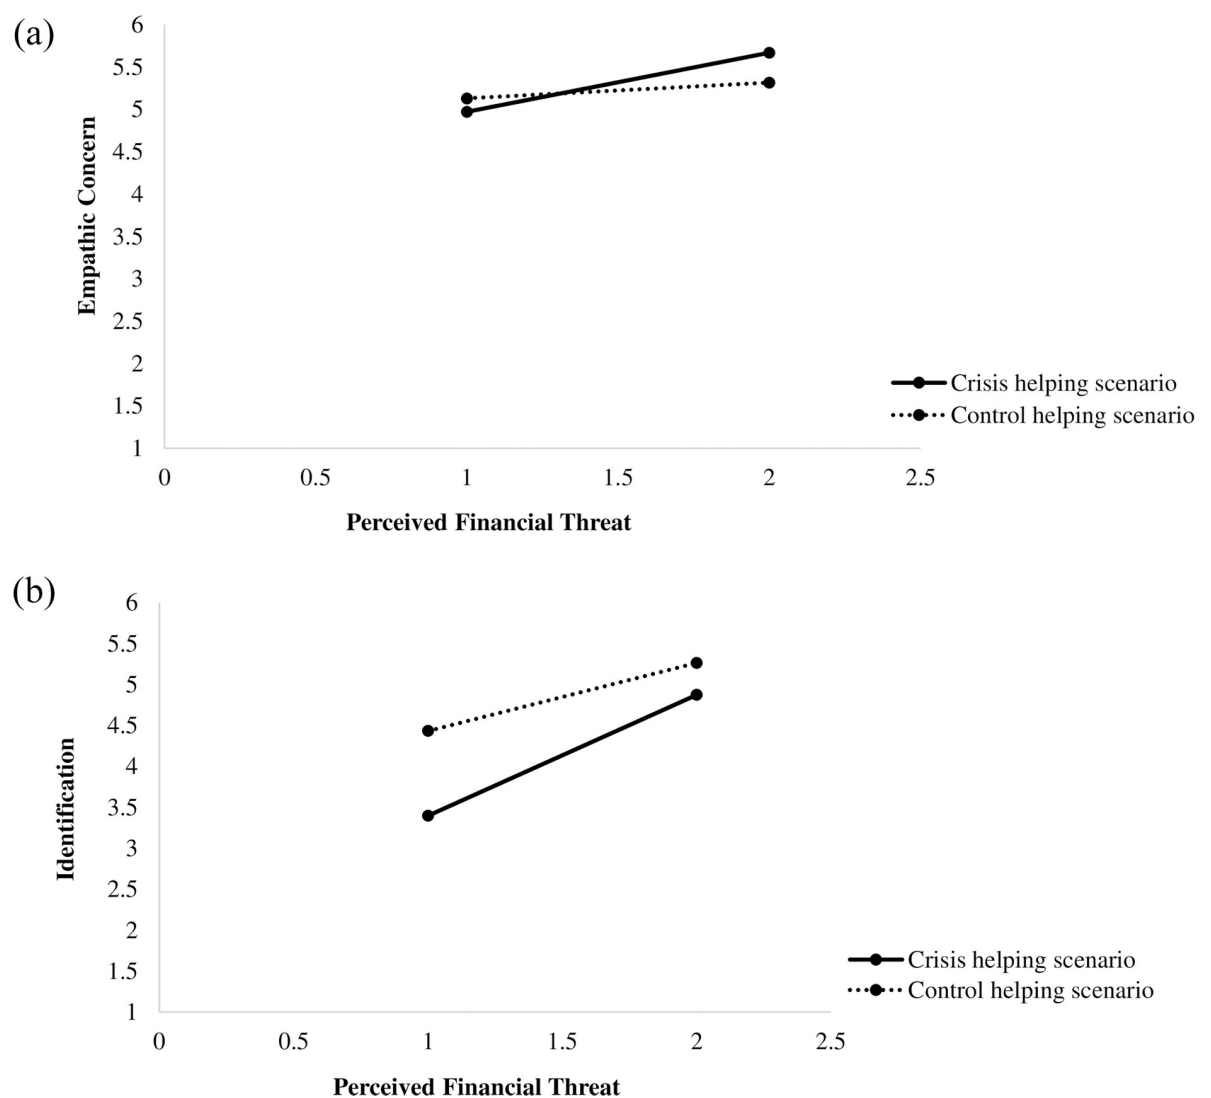 (a)
6
5.5
5
4.5
4
3.5
3
2.5
2
1.5
1
Empathic Concern
0 0.5 1 1.5 2 2.5
Perceived Financial Threat
Crisis helping scenario
Control helping scenario
(b)
6
5.5
5
4.5
4
3.5
3
2.5
2
1.5
1
Identification
0 0.5 1 1.5 2 2.5
Perceived Financial Threat
Crisis helping scenario
Control helping scenario